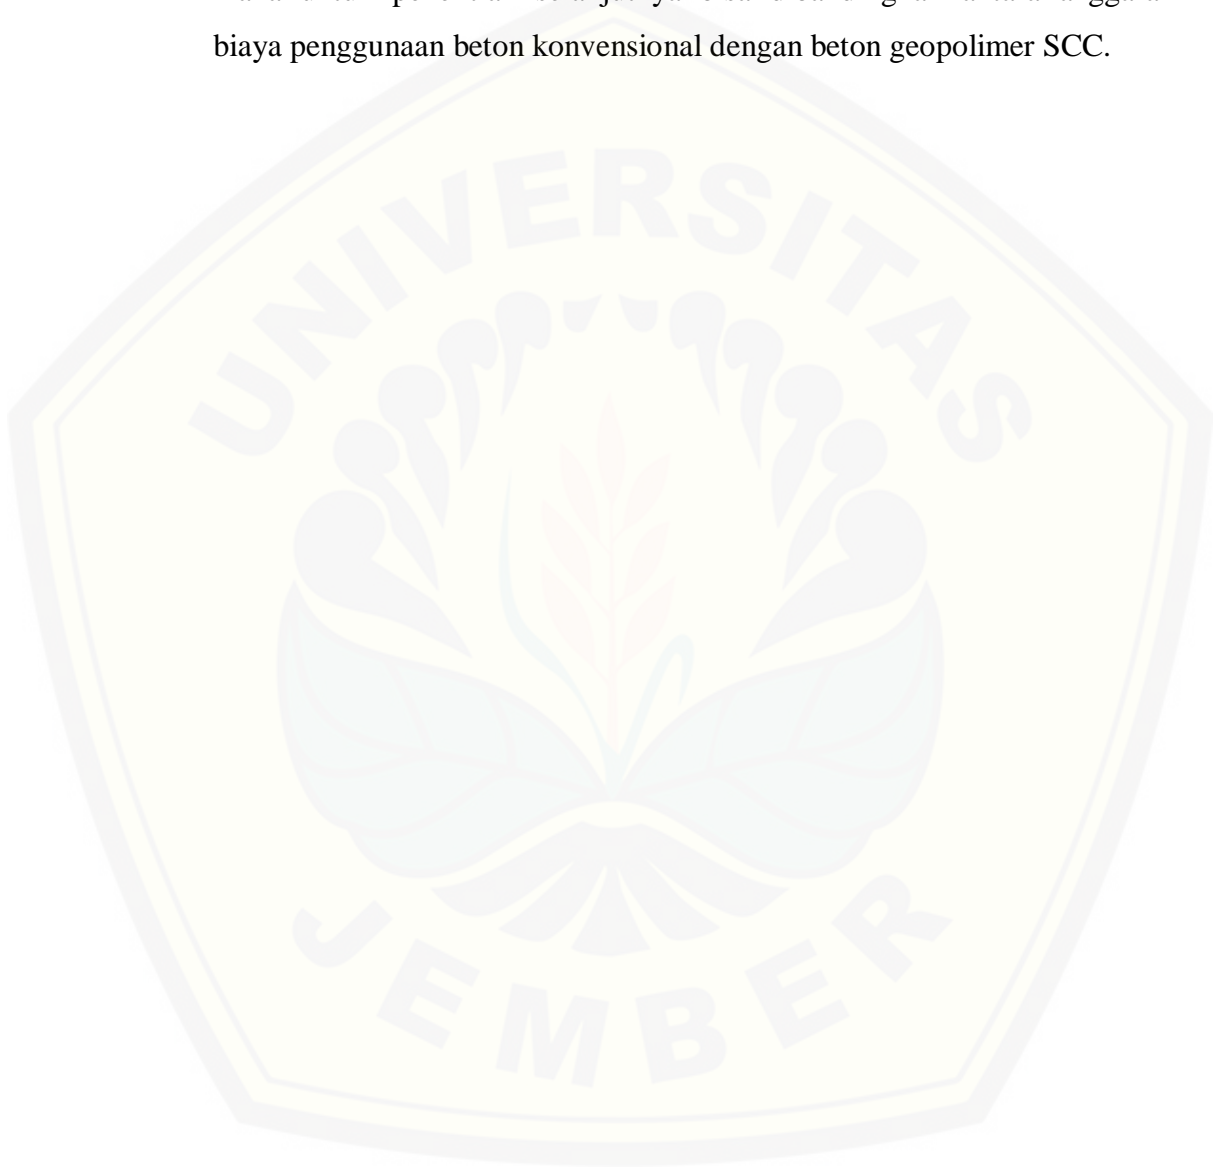 biaya penggunaan beton konvensional dengan beton geopolimer SCC.
UNIVERSITAS
JEMBER